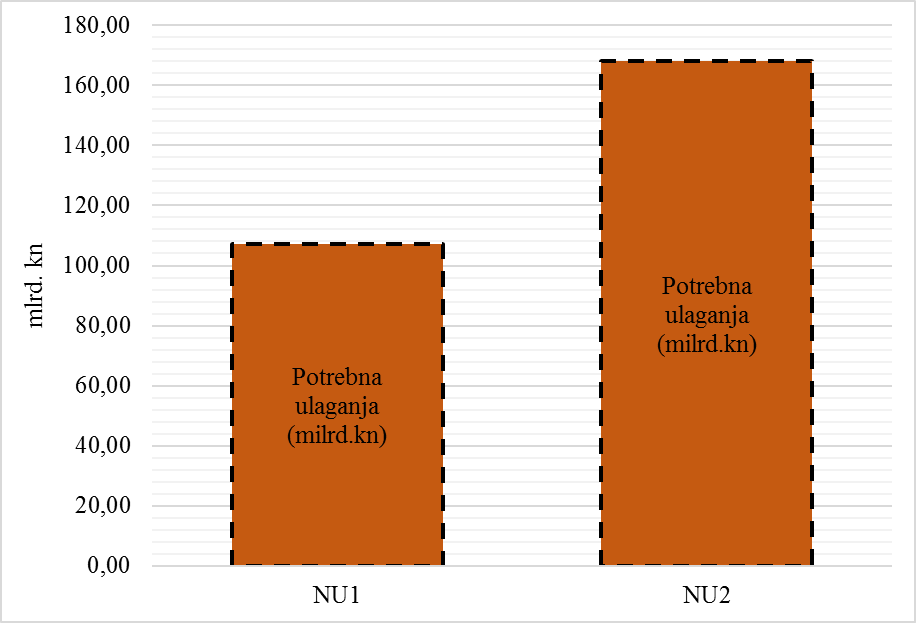 180,00
160,00
140,00
120,00
100,00
80,00
60,00
40,00
20,00
0,00
mlrd. kn
Potrebna
ulaganja
(milrd.kn)
Potrebna
ulaganja
(milrd.kn)
NU1
NU2